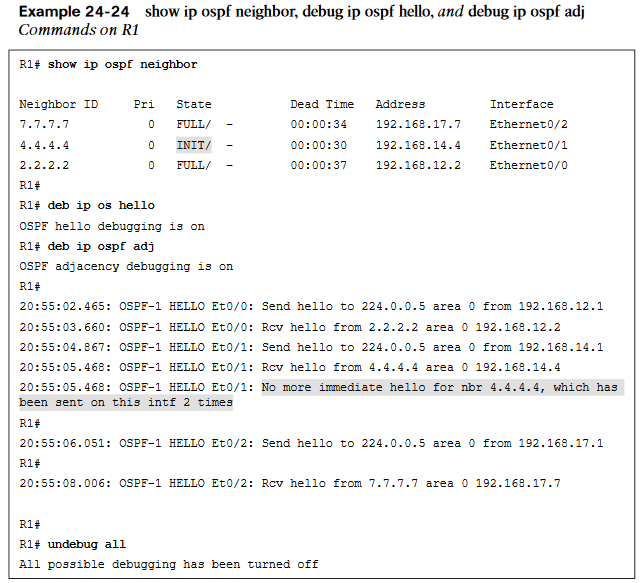 Example 24-24 show ip ospf neighbor, debug ip ospf hello, and debug ip ospf adj
Commands on R1
R1# show ip ospf neighbor
Neighbor ID Pri State Dead Time Address Interface
7.7.7.7 0 FULL/ - 00:00:34 192.168.17.7 Ethernet0/2
4.4.4.4 0 INIT/ - 00:00:30 192.168.14.4 Ethernet0/1
2.2.2.2 0 FULL/ - 00:00:37 192.168.12.2 Ethernet0/0
R1#
R1# deb ip os hello
OSPF hello debugging is on
R1# deb ip ospf adj
OSPF adjacency debugging is on
R1#
20:55:02.465: OSPF-1 HELLO Et0/0: Send hello to 224.0.0.5 area 0 from 192.168.12.1
20:55:03.660: OSPF-1 HELLO Et0/0: Rcv hello from 2.2.2.2 area 0 192.168.12.2
20:55:04.867: OSPF-1 HELLO Et0/1: Send hello to 224.0.0.5 area 0 from 192.168.14.1
20:55:05.468: OSPF-1 HELLO Et0/1: Rcv hello from 4.4.4.4 area 0 192.168.14.4
20:55:05.468: OSPF-1 HELLO Et0/1: No more immediate hello for nbr 4.4.4.4, which has
been sent on this intf 2 times
R1#
20:55:06.051: OSPF-1 HELLO Et0/2: Send hello to 224.0.0.5 area 0 from 192.168.17.1
R1#
20:55:08.006: OSPF-1 HELLO Et0/2: Rcv hello from 7.7.7.7 area 0 192.168.17.7
R1#
R1# undebug all
All possible debugging has been turned off